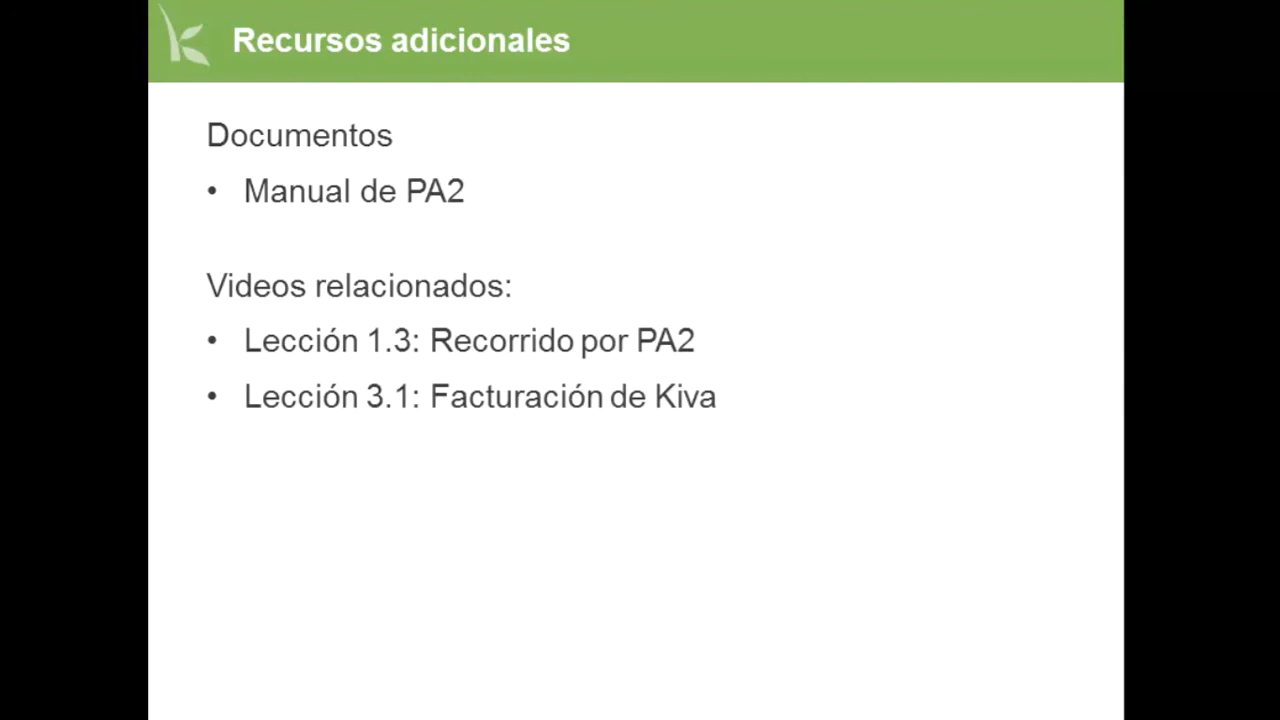 Recursos adicionales
Documentos
• Manual de PA2
Videos relacionados:
• Lección 1.3: Recorrido por PA2
• Lección 3.1: Facturación de Kiva